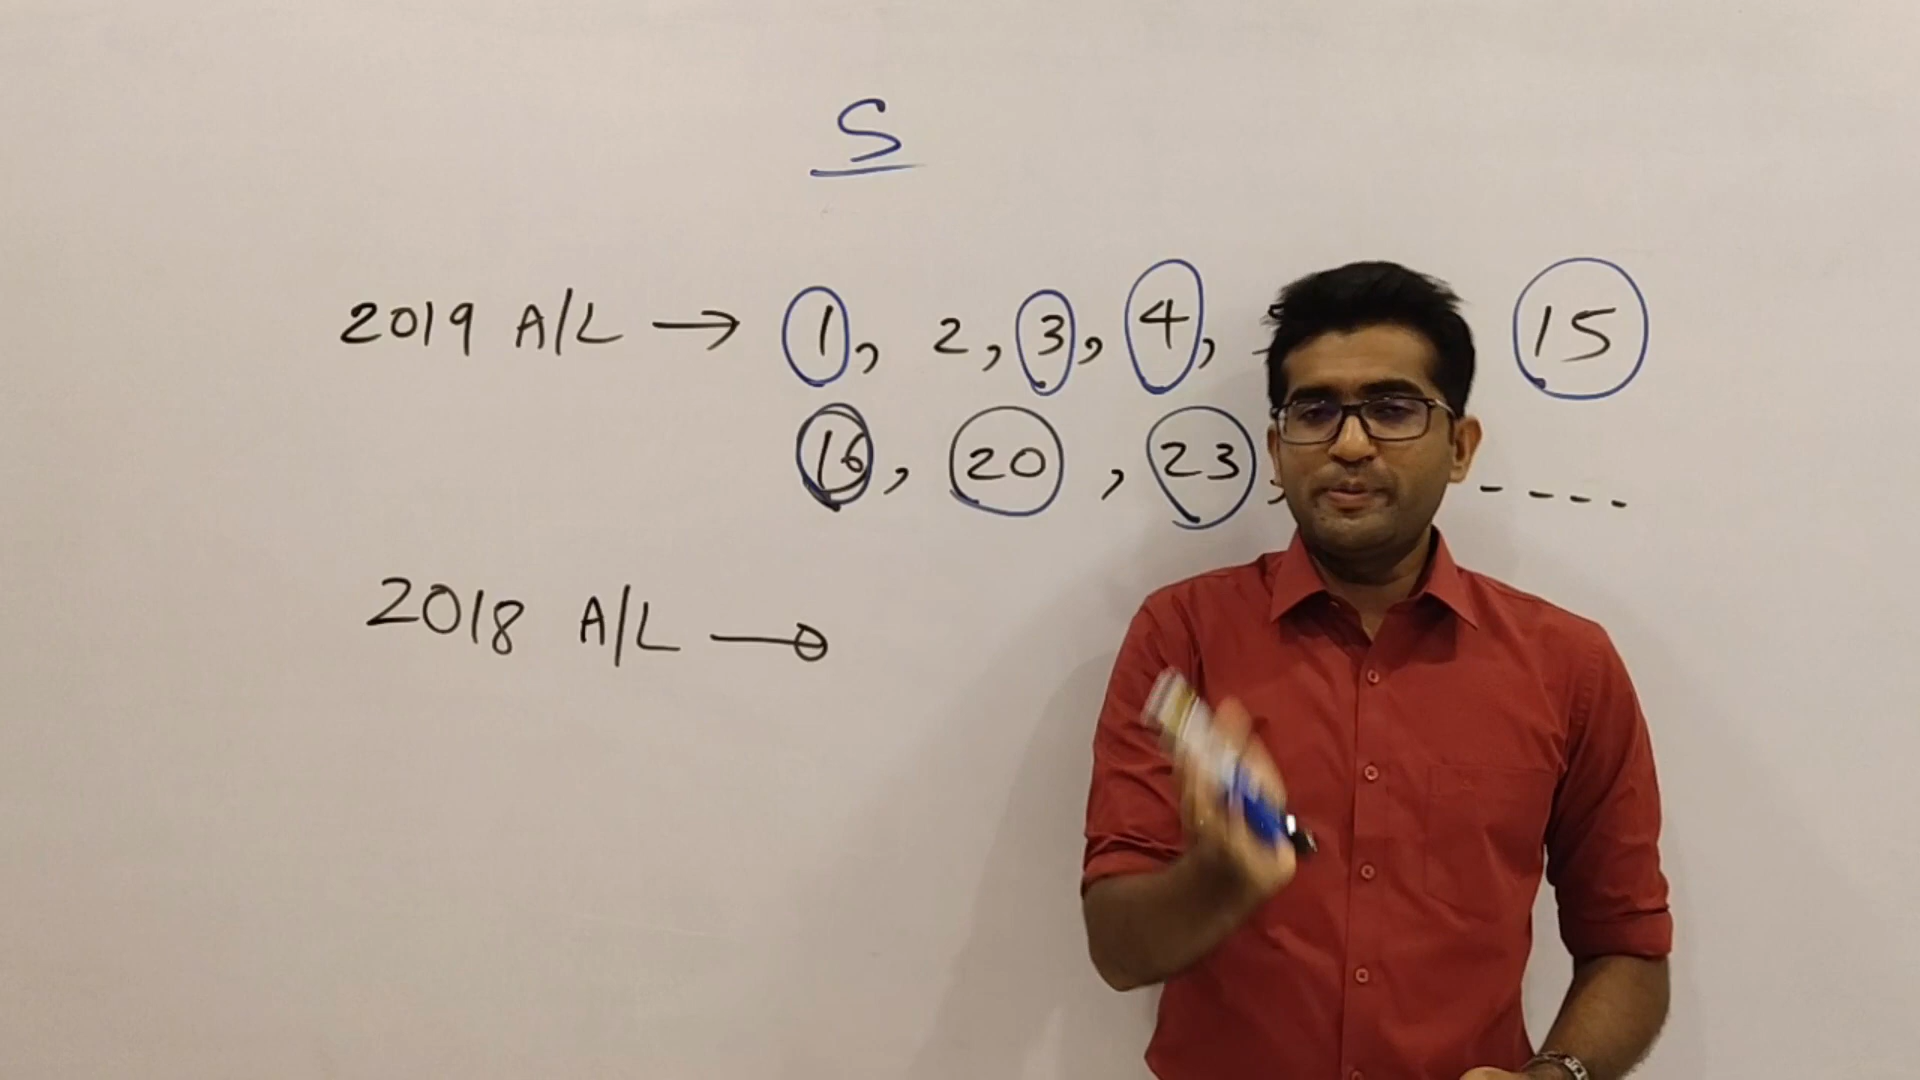 S
2019 A/L → 1, 2, 3, 4, 15
16, 20, 23, ----
2018 A/L →